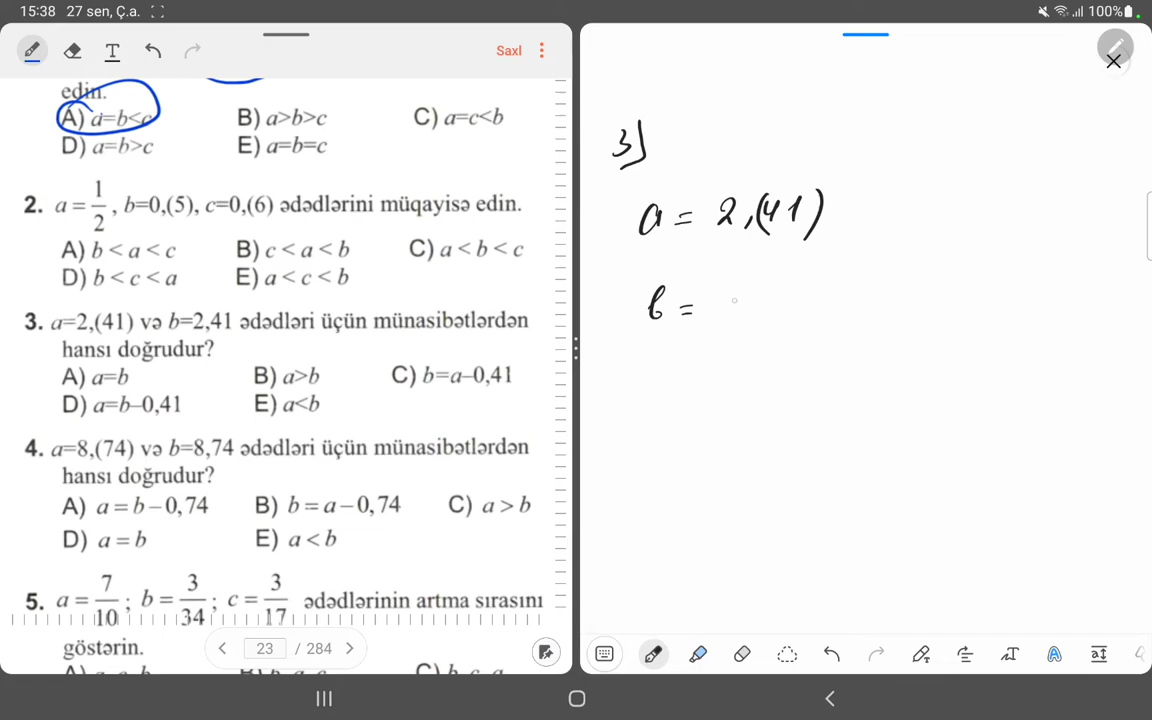 15:38 27 sen, Ç.a. 100%
Saxl
edin.
A) a=b<c B) a>b>c C) a=c<b
D) a=b>c E) a=b=c
2. a = 1/2, b=0,(5), c=0,(6) ədədlərini müqayisə edin.
A) b < a < c B) c < a < b C) a < b < c
D) b < c < a E) a < c < b
3. a=2,(41) və b=2,41 ədədləri üçün münasibətlərdən
hansı doğrudur?
A) a=b B) a>b C) b=a–0,41
D) a=b–0,41 E) a<b
4. a=8,(74) və b=8,74 ədədləri üçün münasibətlərdən
hansı doğrudur?
A) a = b – 0,74 B) b = a – 0,74 C) a > b
D) a = b E) a < b
5. a = 7/10; b = 3/34; c = 3/17 ədədlərinin artma sırasını
göstərin.
23 / 284
3)
a = 2,(41)
b =